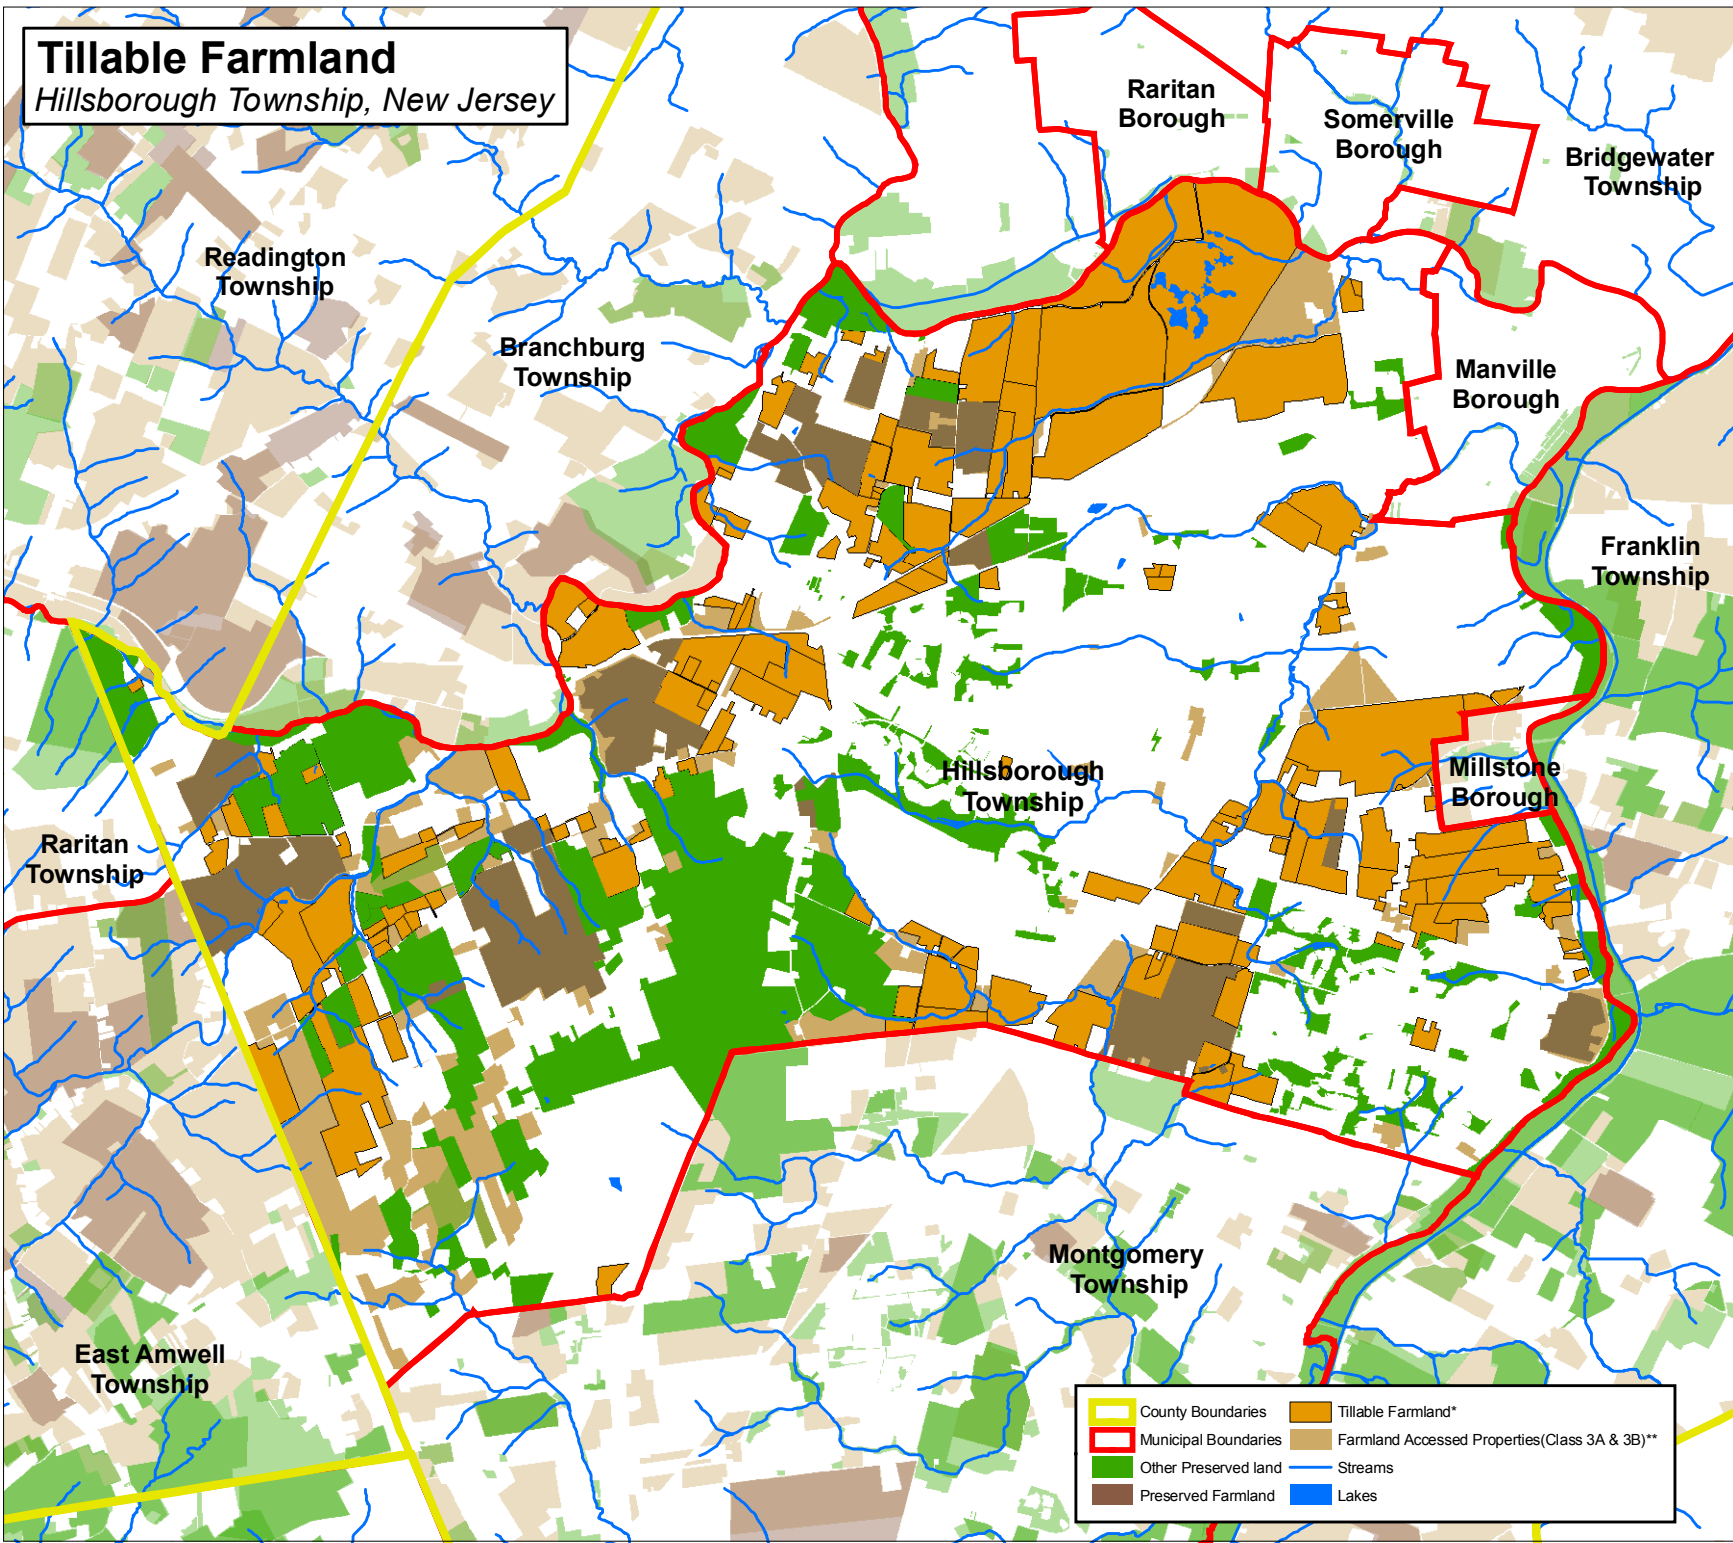 Tillable Farmland
Hillsborough Township, New Jersey
Raritan
Borough
Somerville
Borough
Bridgewater
Township
Readington
Township
Branchburg
Township
Manville
Borough
Franklin
Township
Hillsborough
Township
Millstone
Borough
Raritan
Township
Montgomery
Township
East Amwell
Township
County Boundaries
Municipal Boundaries
Other Preserved land
Preserved Farmland
Tillable Farmland*
Farmland Accessed Properties(Class 3A & 3B)**
Streams
Lakes